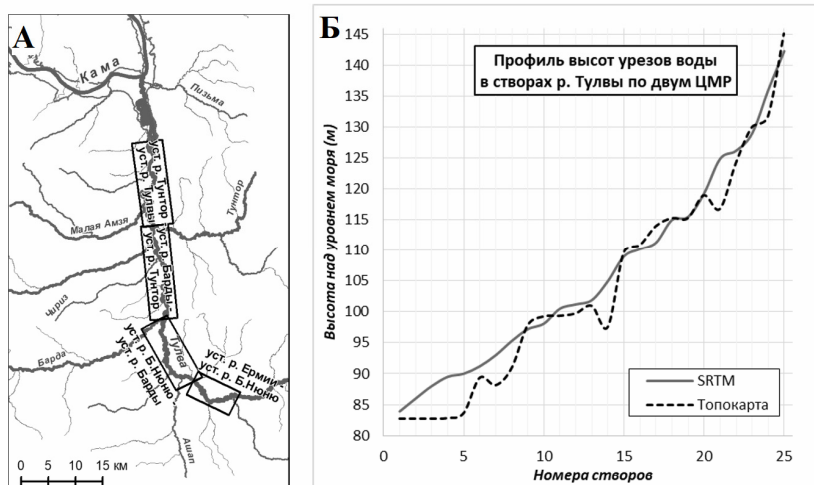 А
Кама
Пизьма
уст. р. Тунтор -
уст. р. Тулвы
Тунтор
Малая Амзя
уст. р. Барды -
уст. р. Тунтор
Чириз
Барда
Тулва
уст. р. Б.Нюню -
уст. р. Барды
уст. р. Ермии -
уст. р. Б.Нюню
Ашап
0 5 10 15 км
Б
Профиль высот урезов воды
в створах р. Тулвы по двум ЦМР
Высота над уровнем моря (м)
145
140
135
130
125
120
115
110
105
100
95
90
85
80
SRTM
Топокарта
0 5 10 15 20 25
Номера створов